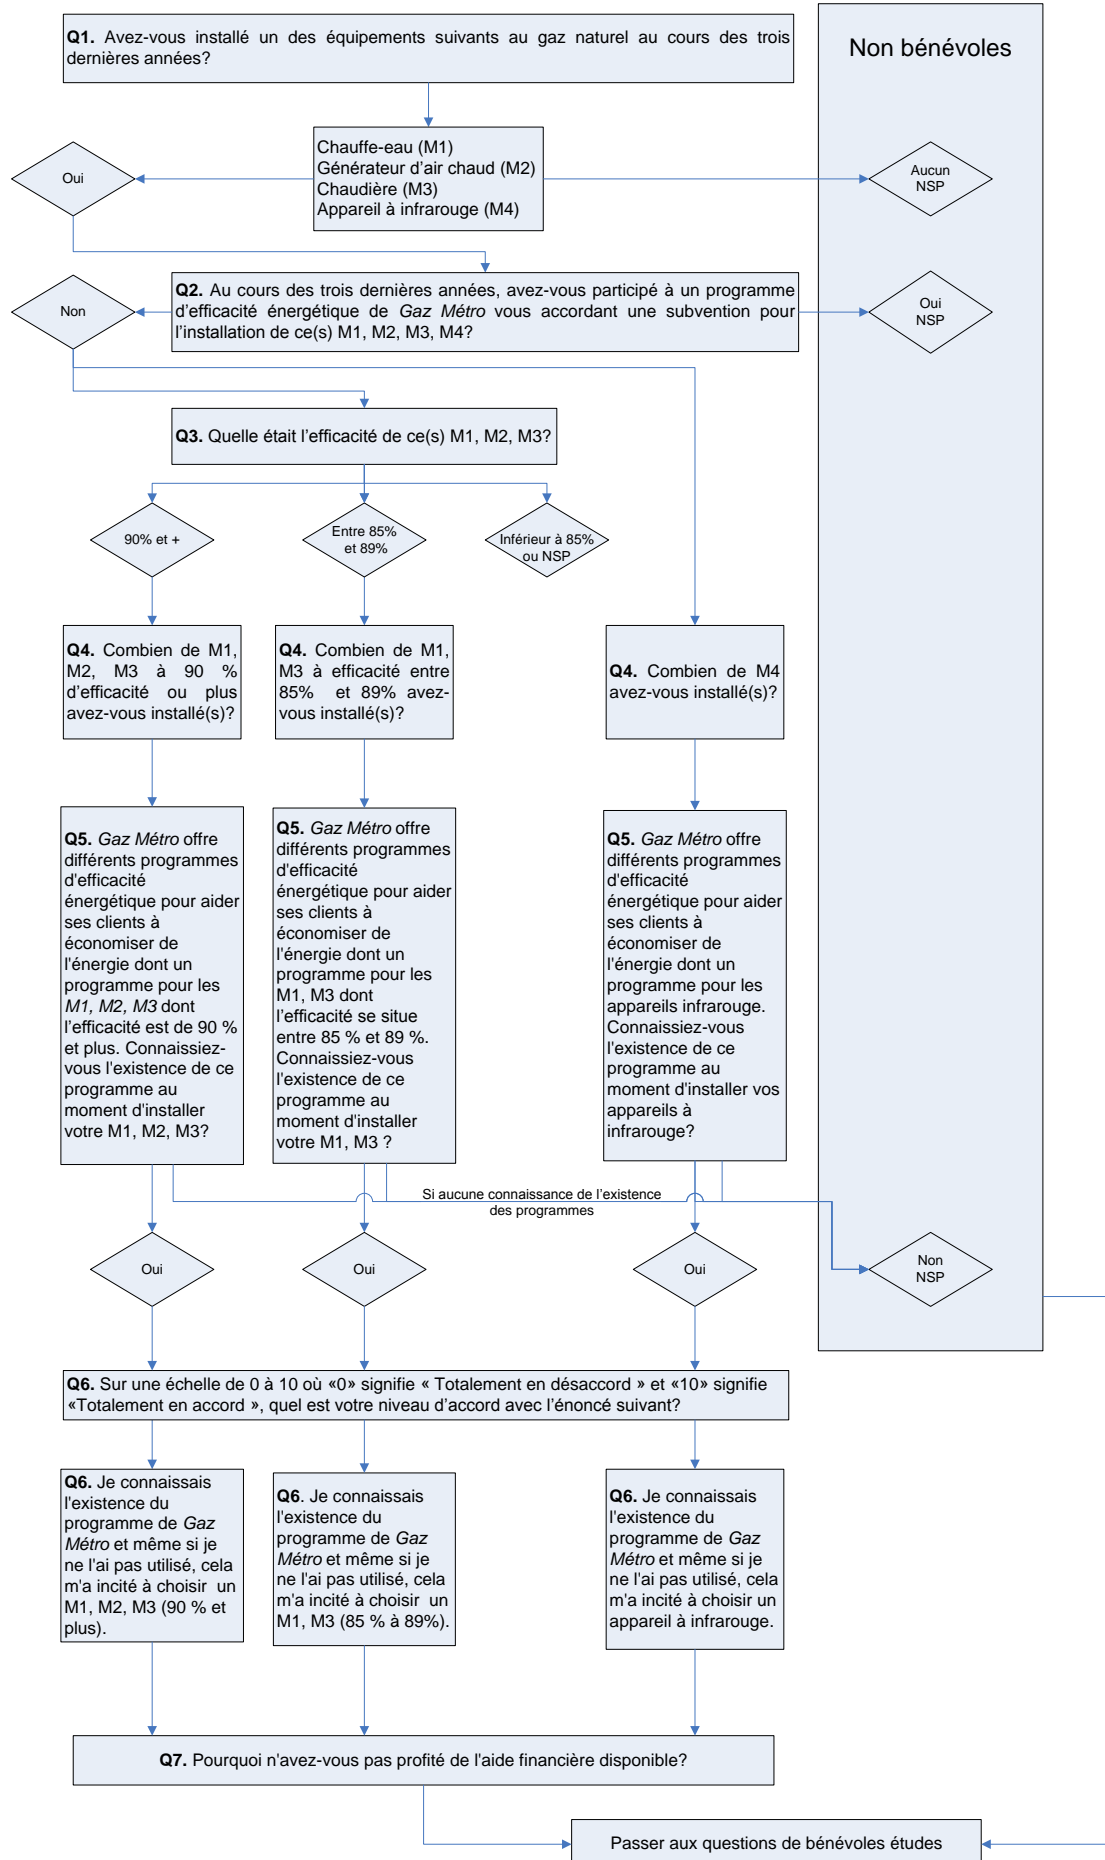 Q1. Avez-vous installé un des équipements suivants au gaz naturel au cours des trois
dernières années?
Non bénévoles
Chauffe-eau (M1)
Générateur d'air chaud (M2)
Chaudière (M3)
Appareil à infrarouge (M4)
Oui
Aucun
NSP
Q2. Au cours des trois dernières années, avez-vous participé à un programme
d'efficacité énergétique de Gaz Métro vous accordant une subvention pour
l'installation de ce(s) M1, M2, M3, M4?
Non
Oui
NSP
Q3. Quelle était l'efficacité de ce(s) M1, M2, M3?
90% et +
Entre 85%
et 89%
Inférieur à 85%
ou NSP
Q4. Combien de M1,
M2, M3 à 90 %
d'efficacité ou plus
avez-vous installé(s)?
Q4. Combien de M1,
M3 à efficacité entre
85% et 89% avez-
vous installé(s)?
Q4. Combien de M4
avez-vous installé(s)?
Q5. Gaz Métro offre
différents programmes
d'efficacité
énergétique pour aider
ses clients à
économiser de
l'énergie dont un
programme pour les
M1, M2, M3 dont
l'efficacité est de 90 %
et plus. Connaissiez-
vous l'existence de ce
programme au
moment d'installer
votre M1, M2, M3?
Q5. Gaz Métro offre
différents programmes
d'efficacité
énergétique pour aider
ses clients à
économiser de
l'énergie dont un
programme pour les
M1, M3 dont
l'efficacité se situe
entre 85 % et 89 %.
Connaissiez-vous
l'existence de ce
programme au
moment d'installer
votre M1, M3 ?
Q5. Gaz Métro offre
différents programmes
d'efficacité
énergétique pour aider
ses clients à
économiser de
l'énergie dont un
programme pour les
appareils infrarouge.
Connaissiez-vous
l'existence de ce
programme au
moment d'installer vos
appareils à
infrarouge?
Si aucune connaissance de l'existence
des programmes
Oui
Oui
Oui
Non
NSP
Q6. Sur une échelle de 0 à 10 où «0» signifie « Totalement en désaccord » et «10» signifie
«Totalement en accord », quel est votre niveau d'accord avec l'énoncé suivant?
Q6. Je connaissais
l'existence du
programme de Gaz
Métro et même si je
ne l'ai pas utilisé, cela
m'a incité à choisir un
M1, M2, M3 (90 % et
plus).
Q6. Je connaissais
l'existence du
programme de Gaz
Métro et même si je
ne l'ai pas utilisé, cela
m'a incité à choisir un
M1, M3 (85 % à 89%).
Q6. Je connaissais
l'existence du
programme de Gaz
Métro et même si je
ne l'ai pas utilisé, cela
m'a incité à choisir un
appareil à infrarouge.
Q7. Pourquoi n'avez-vous pas profité de l'aide financière disponible?
Passer aux questions de bénévoles études